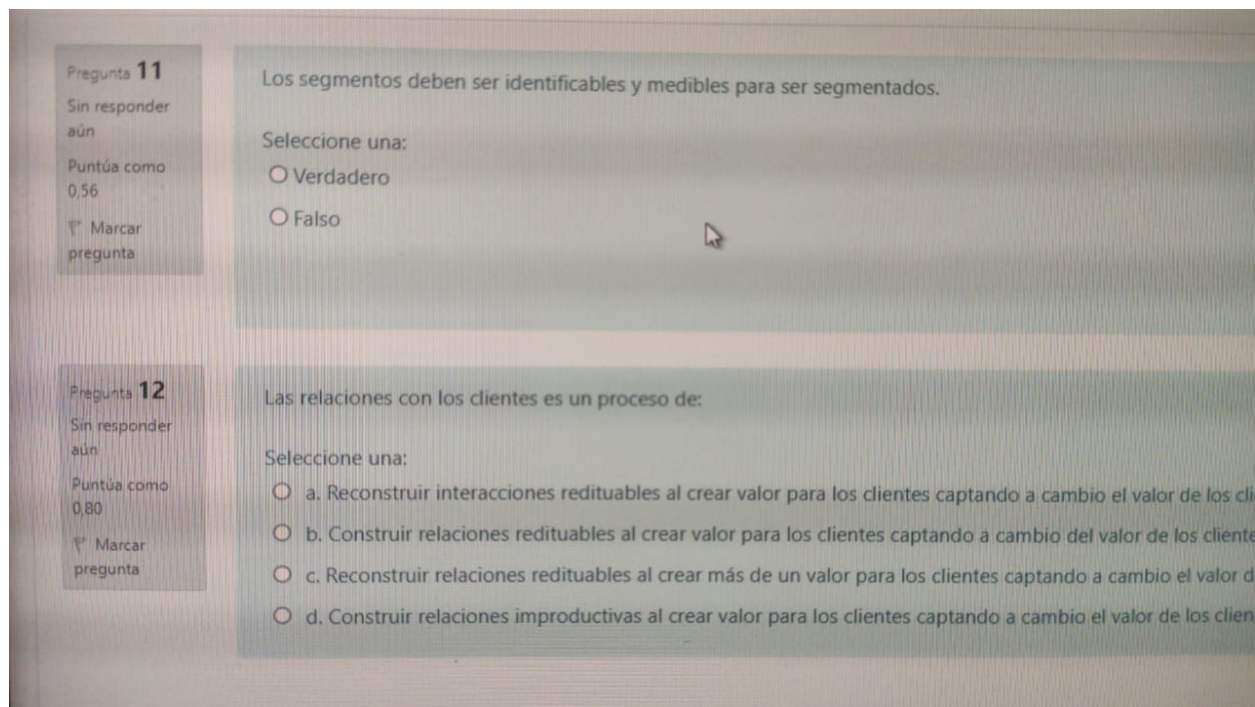 Pregunta 11
Sin responder
aún
Puntúa como
0,56
Marcar
pregunta
Los segmentos deben ser identificables y medibles para ser segmentados.
Seleccione una:
Verdadero
Falso
Pregunta 12
Sin responder
aún
Puntúa como
0,80
Marcar
pregunta
Las relaciones con los clientes es un proceso de:
Seleccione una:
a. Reconstruir interacciones redituables al crear valor para los clientes captando a cambio el valor de los cli
b. Construir relaciones redituables al crear valor para los clientes captando a cambio del valor de los cliente
c. Reconstruir relaciones redituables al crear más de un valor para los clientes captando a cambio el valor d
d. Construir relaciones improductivas al crear valor para los clientes captando a cambio el valor de los clien